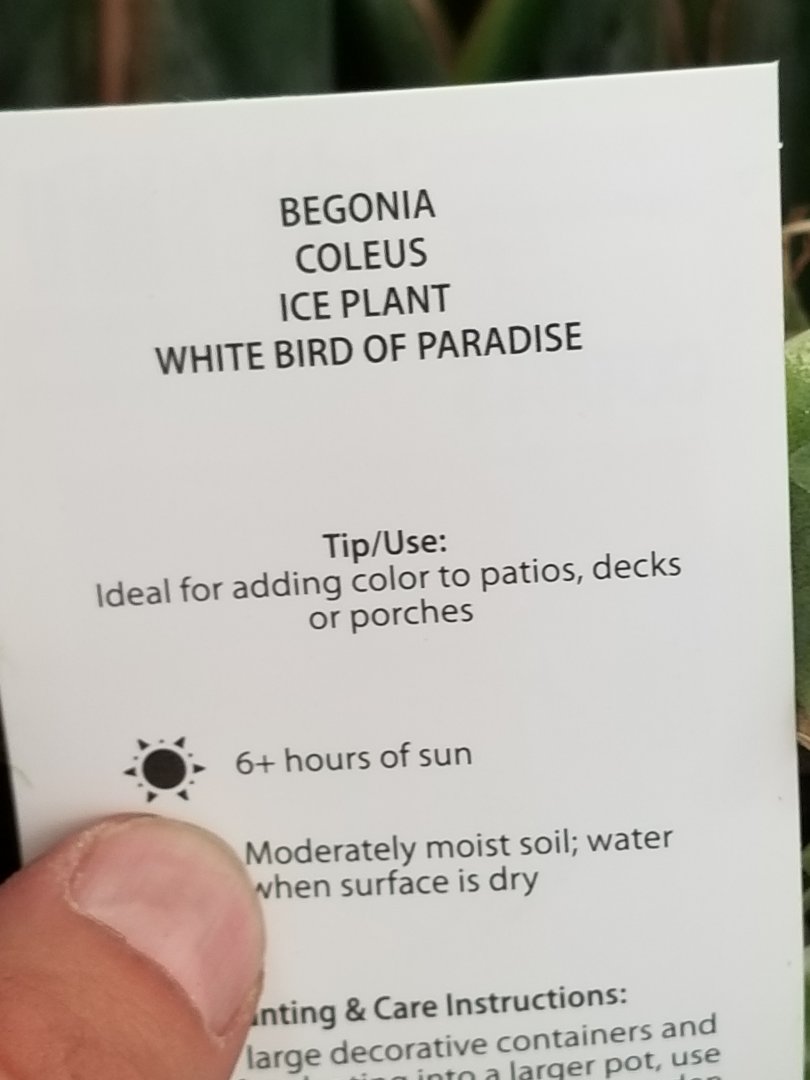 BEGONIA
COLEUS
ICE PLANT
WHITE BIRD OF PARADISE
Tip/Use:
Ideal for adding color to patios, decks
or porches
6+ hours of sun
Moderately moist soil; water
when surface is dry
nting & Care Instructions:
large decorative containers and
into a larger pot, use